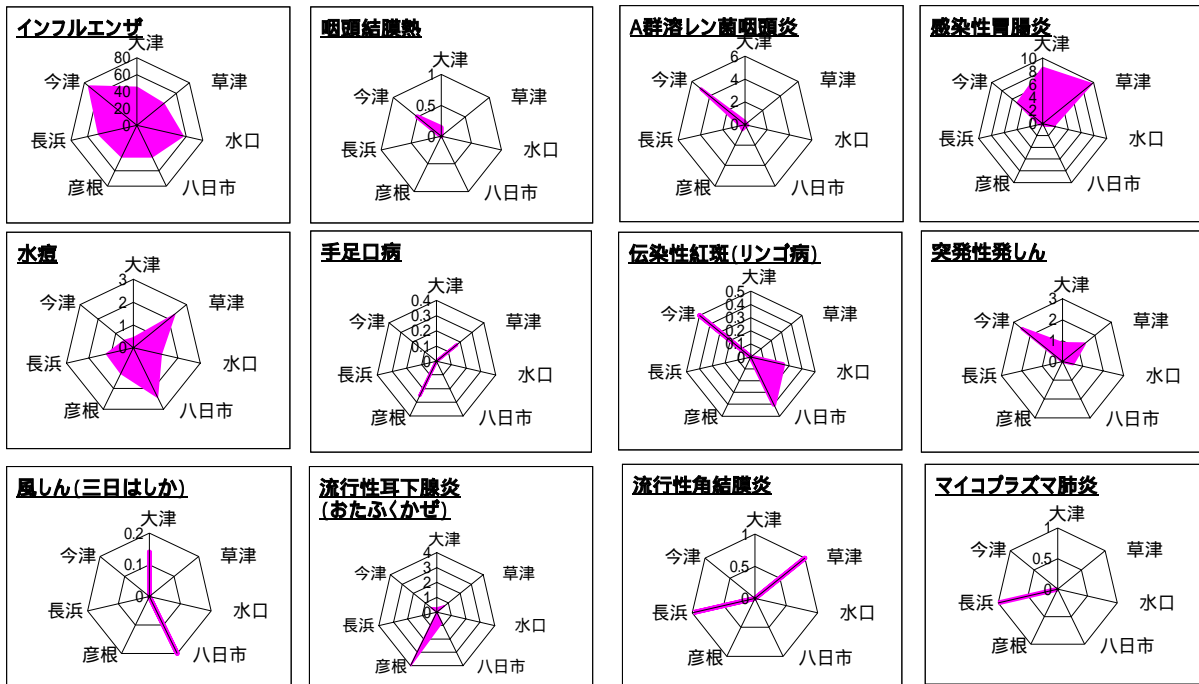 インフルエンザ
大津
草津
水口
八日市
彦根
長浜
今津
80
60
40
20
0
咽頭結膜熱
大津
草津
水口
八日市
彦根
長浜
今津
1
0.5
0
A群溶レン菌咽頭炎
大津
草津
水口
八日市
彦根
長浜
今津
6
4
2
0
感染性胃腸炎
大津
草津
水口
八日市
彦根
長浜
今津
10
8
6
4
2
0
水痘
大津
草津
水口
八日市
彦根
長浜
今津
3
2
1
0
手足口病
大津
草津
水口
八日市
彦根
長浜
今津
0.4
0.3
0.2
0.1
0
伝染性紅斑(リンゴ病)
大津
草津
水口
八日市
彦根
長浜
今津
0.5
0.4
0.3
0.2
0.1
0
突発性発しん
大津
草津
水口
八日市
彦根
長浜
今津
3
2
1
0
風しん(三日はしか)
大津
草津
水口
八日市
彦根
長浜
今津
0.2
0.1
0
流行性耳下腺炎
(おたふくかぜ)
大津
草津
水口
八日市
彦根
長浜
今津
4
3
2
1
0
流行性角結膜炎
大津
草津
水口
八日市
彦根
長浜
今津
1
0.5
0
マイコプラズマ肺炎
大津
草津
水口
八日市
彦根
長浜
今津
1
0.5
0